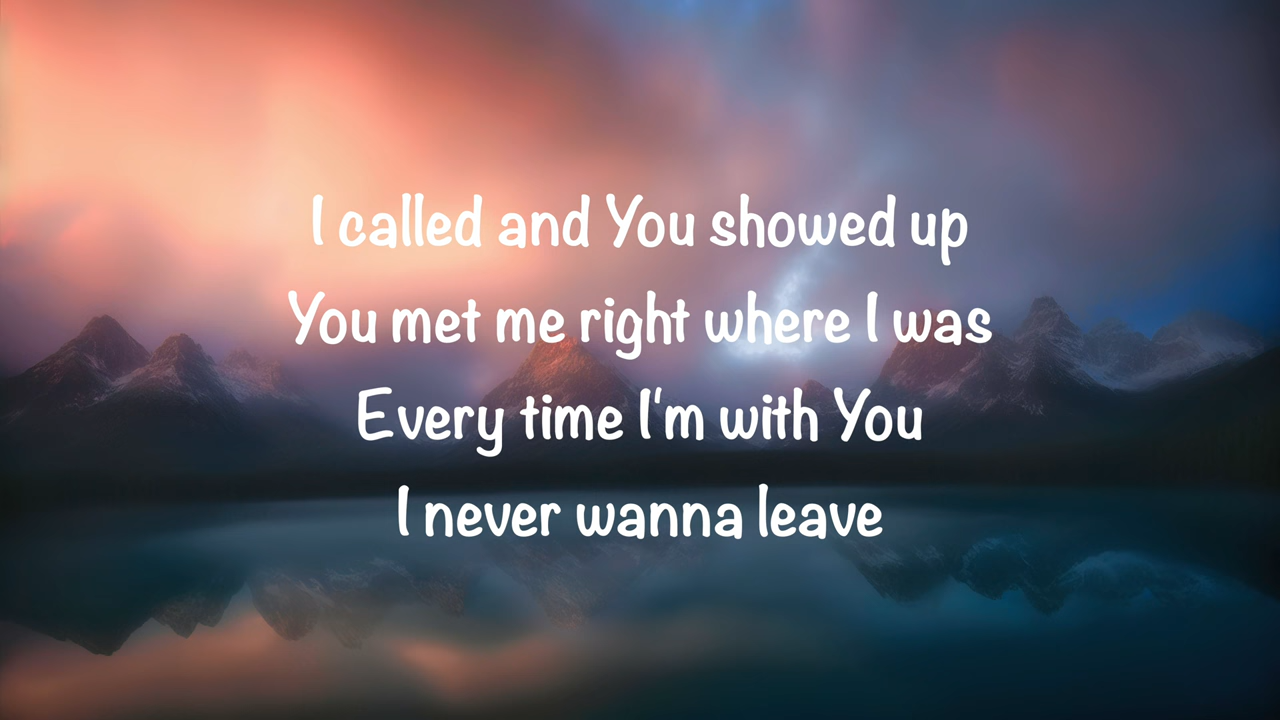 I called and You showed up
You met me right where I was
Every time I'm with You
I never wanna leave